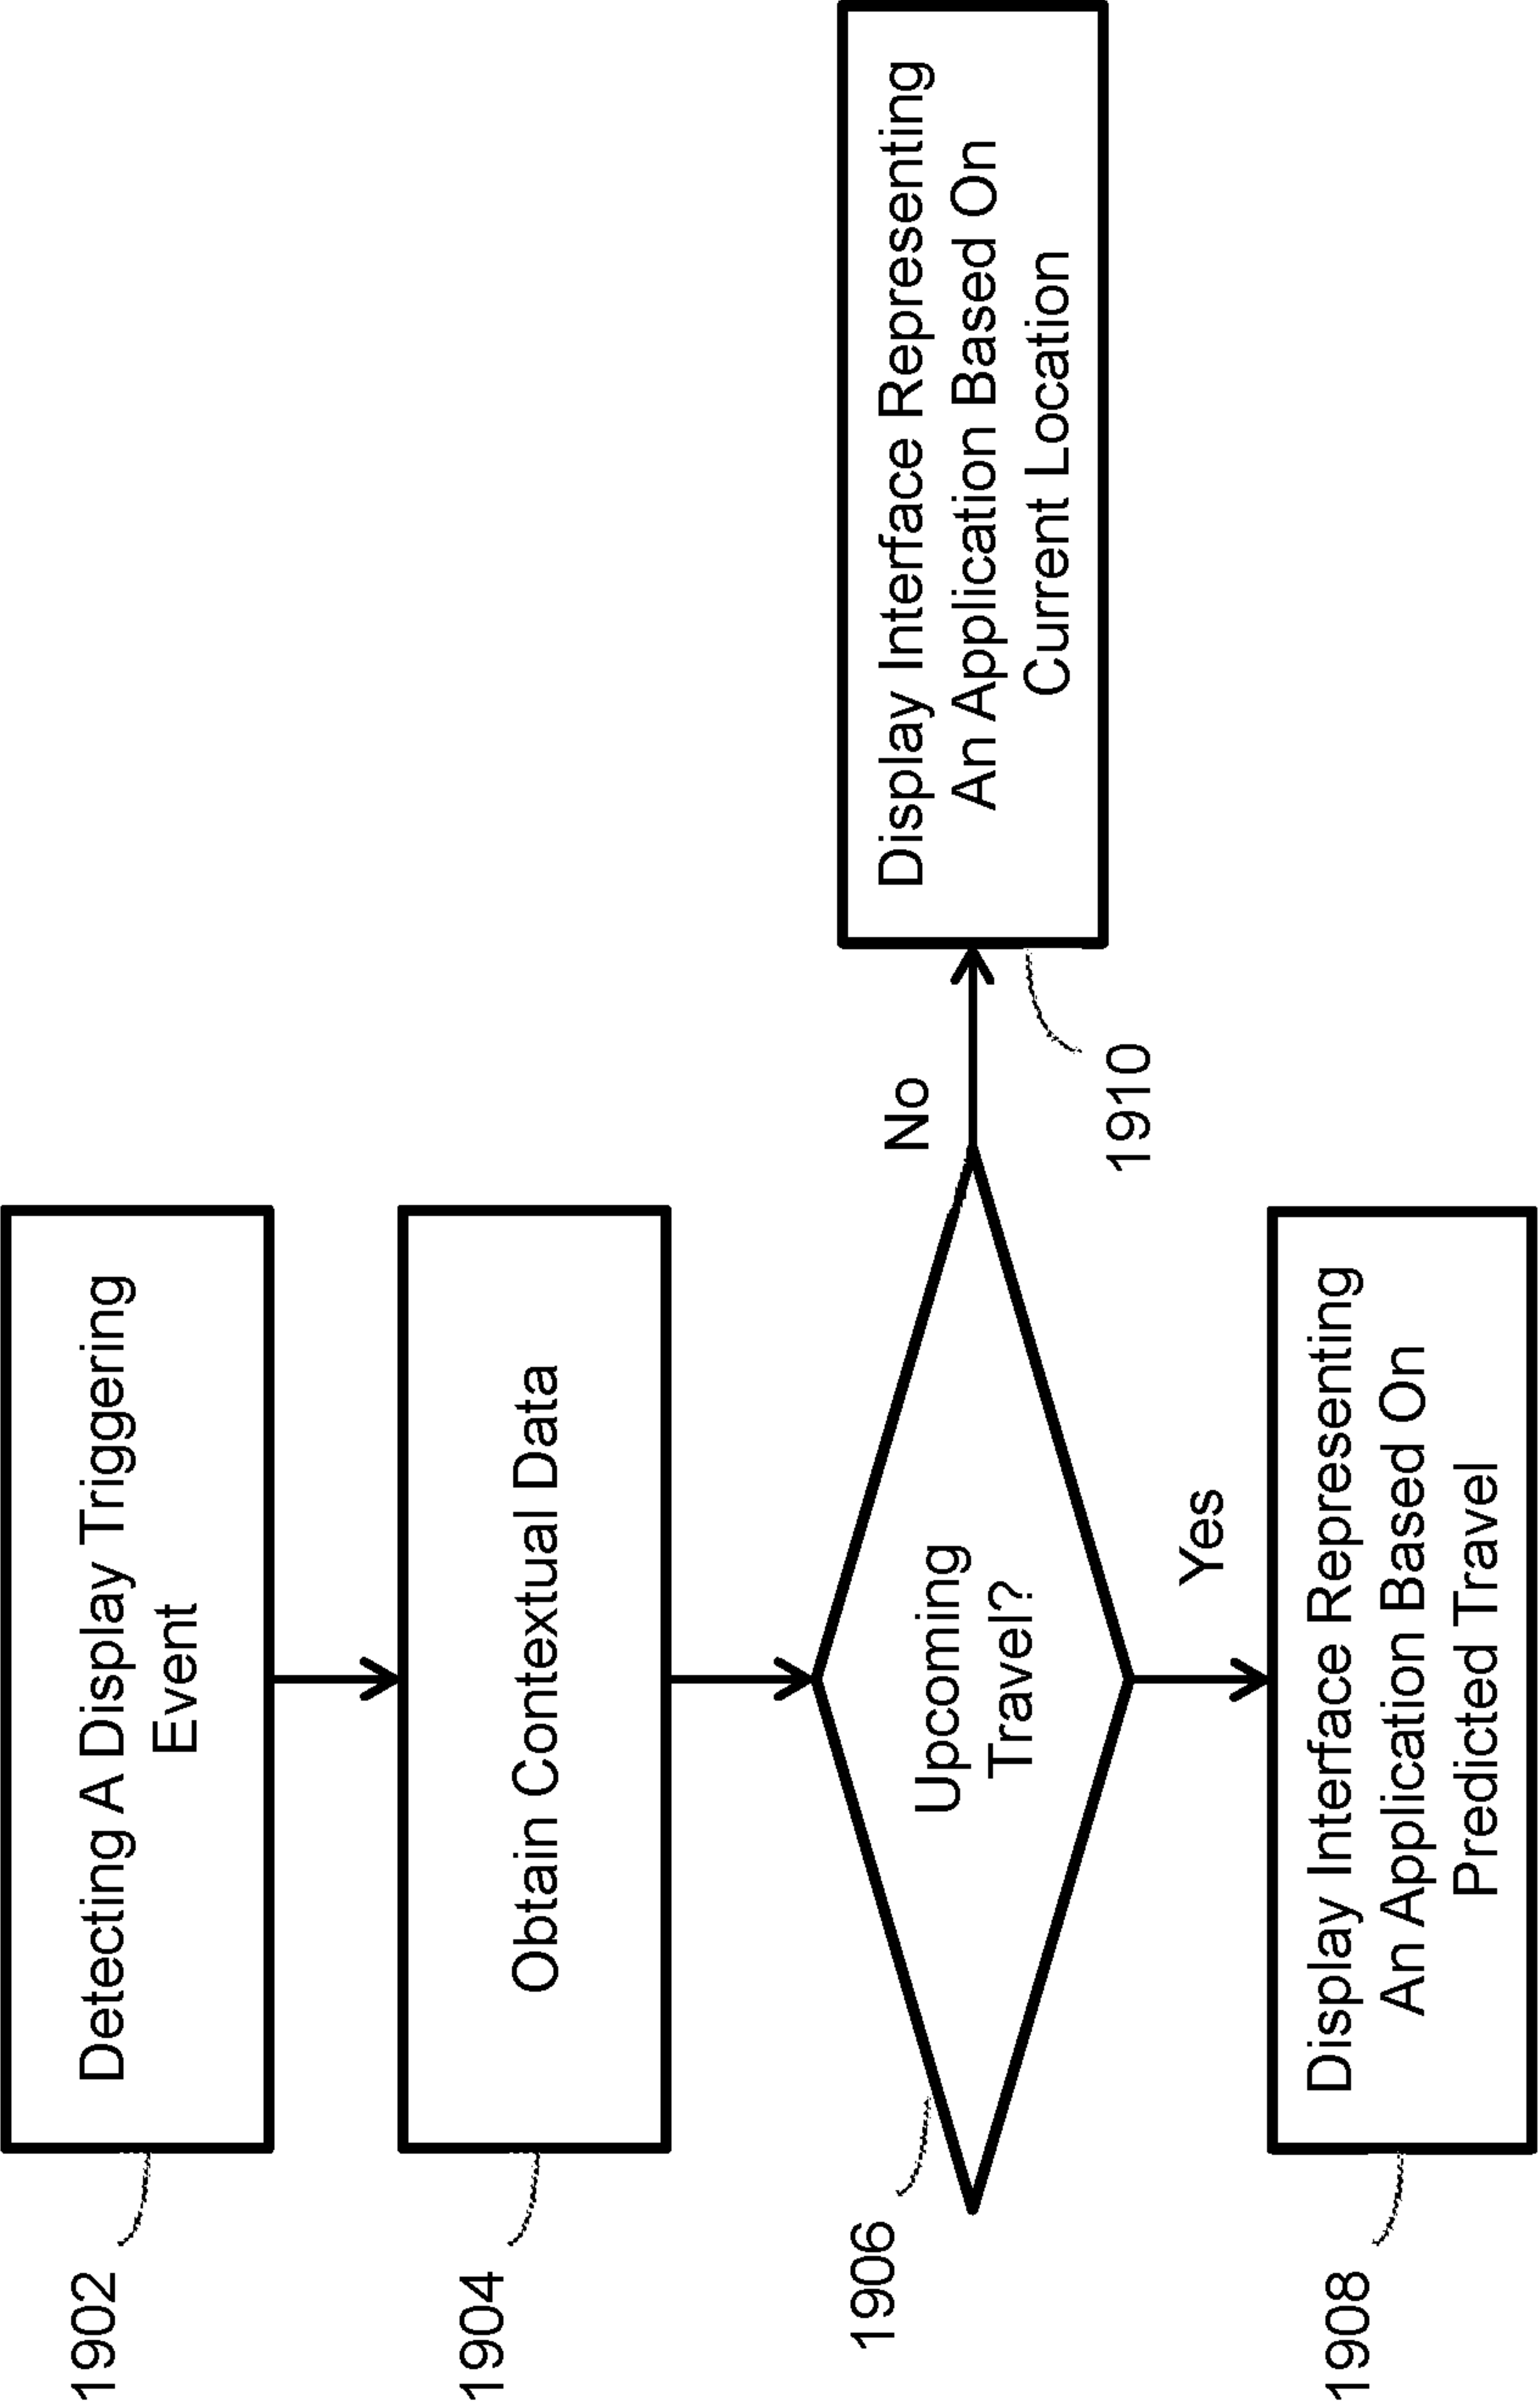 1902
Detecting A Display Triggering
Event
1904
Obtain Contextual Data
1906
Upcoming
Travel?
No
1910
Display Interface Representing
An Application Based On
Current Location
Yes
1908
Display Interface Representing
An Application Based On
Predicted Travel